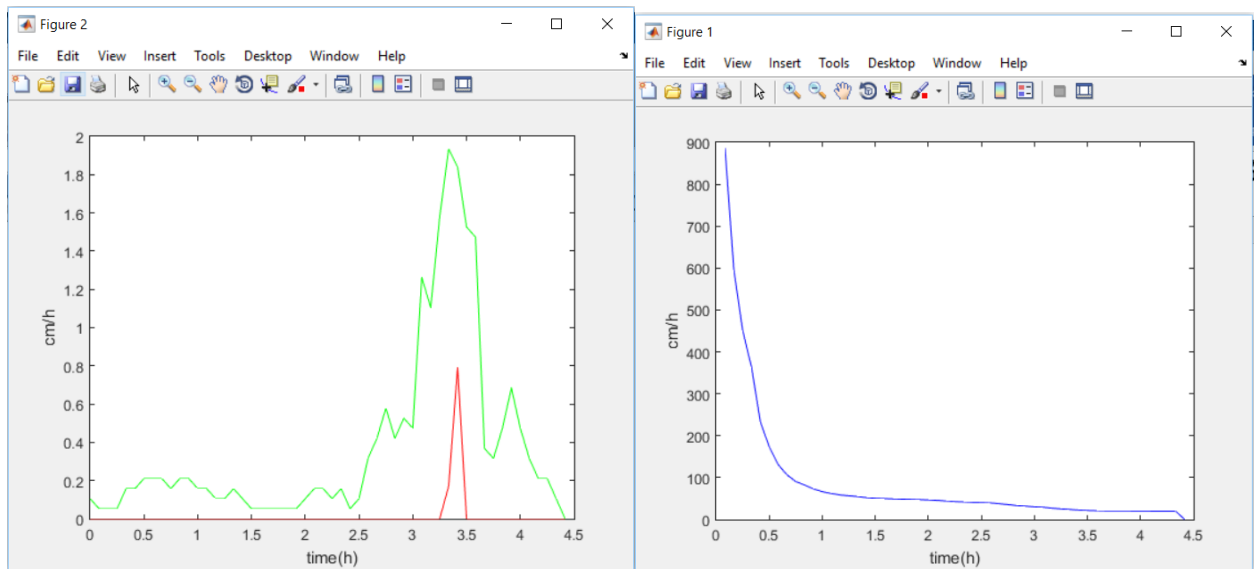 Figure 2
File Edit View Insert Tools Desktop Window Help
2
1.8
1.6
1.4
1.2
1
0.8
0.6
0.4
0.2
0
cm/h
0 0.5 1 1.5 2 2.5 3 3.5 4 4.5
time(h)
Figure 1
File Edit View Insert Tools Desktop Window Help
900
800
700
600
500
400
300
200
100
0
cm/h
0 0.5 1 1.5 2 2.5 3 3.5 4 4.5
time(h)